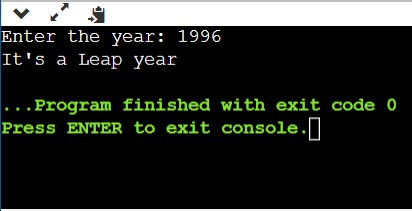 Enter the year: 1996
It's a Leap year
...Program finished with exit code 0
Press ENTER to exit console.